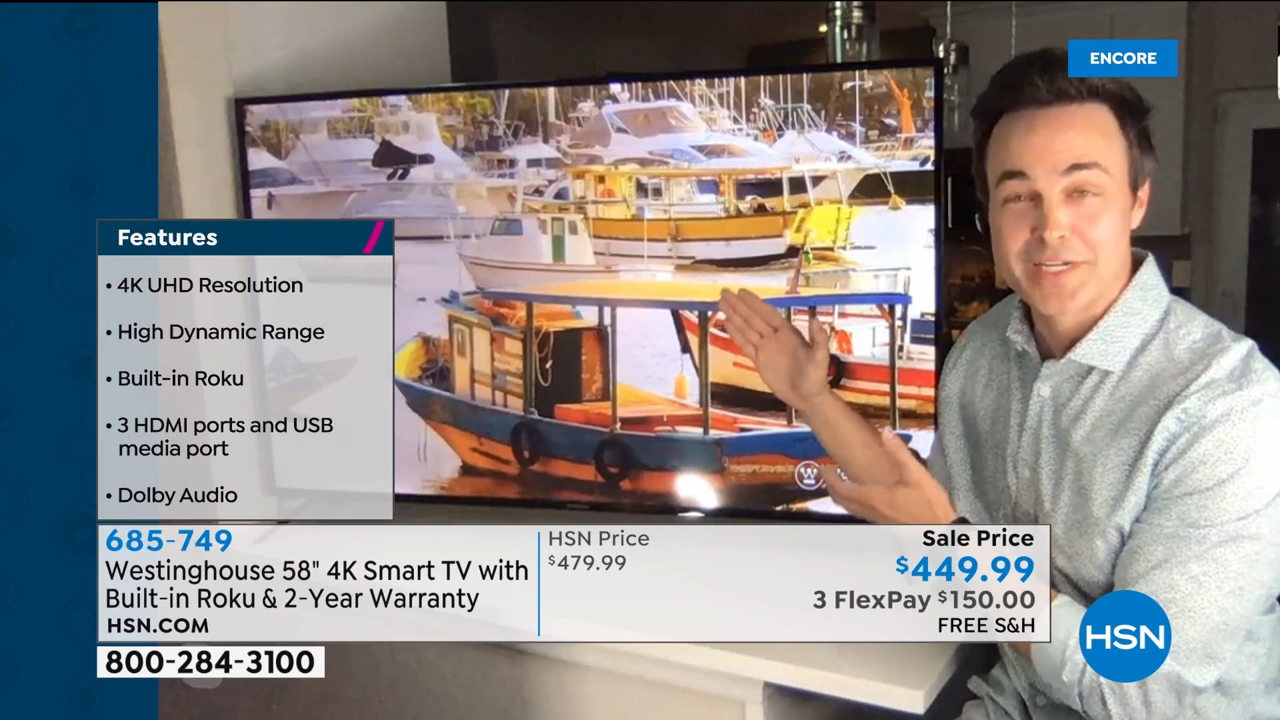 ENCORE
Features
• 4K UHD Resolution
• High Dynamic Range
• Built-in Roku
• 3 HDMI ports and USB
media port
• Dolby Audio
685-749
Westinghouse 58" 4K Smart TV with
Built-in Roku & 2-Year Warranty
HSN.COM
HSN Price
$479.99
Sale Price
$449.99
3 FlexPay $150.00
FREE S&H
HSN
800-284-3100